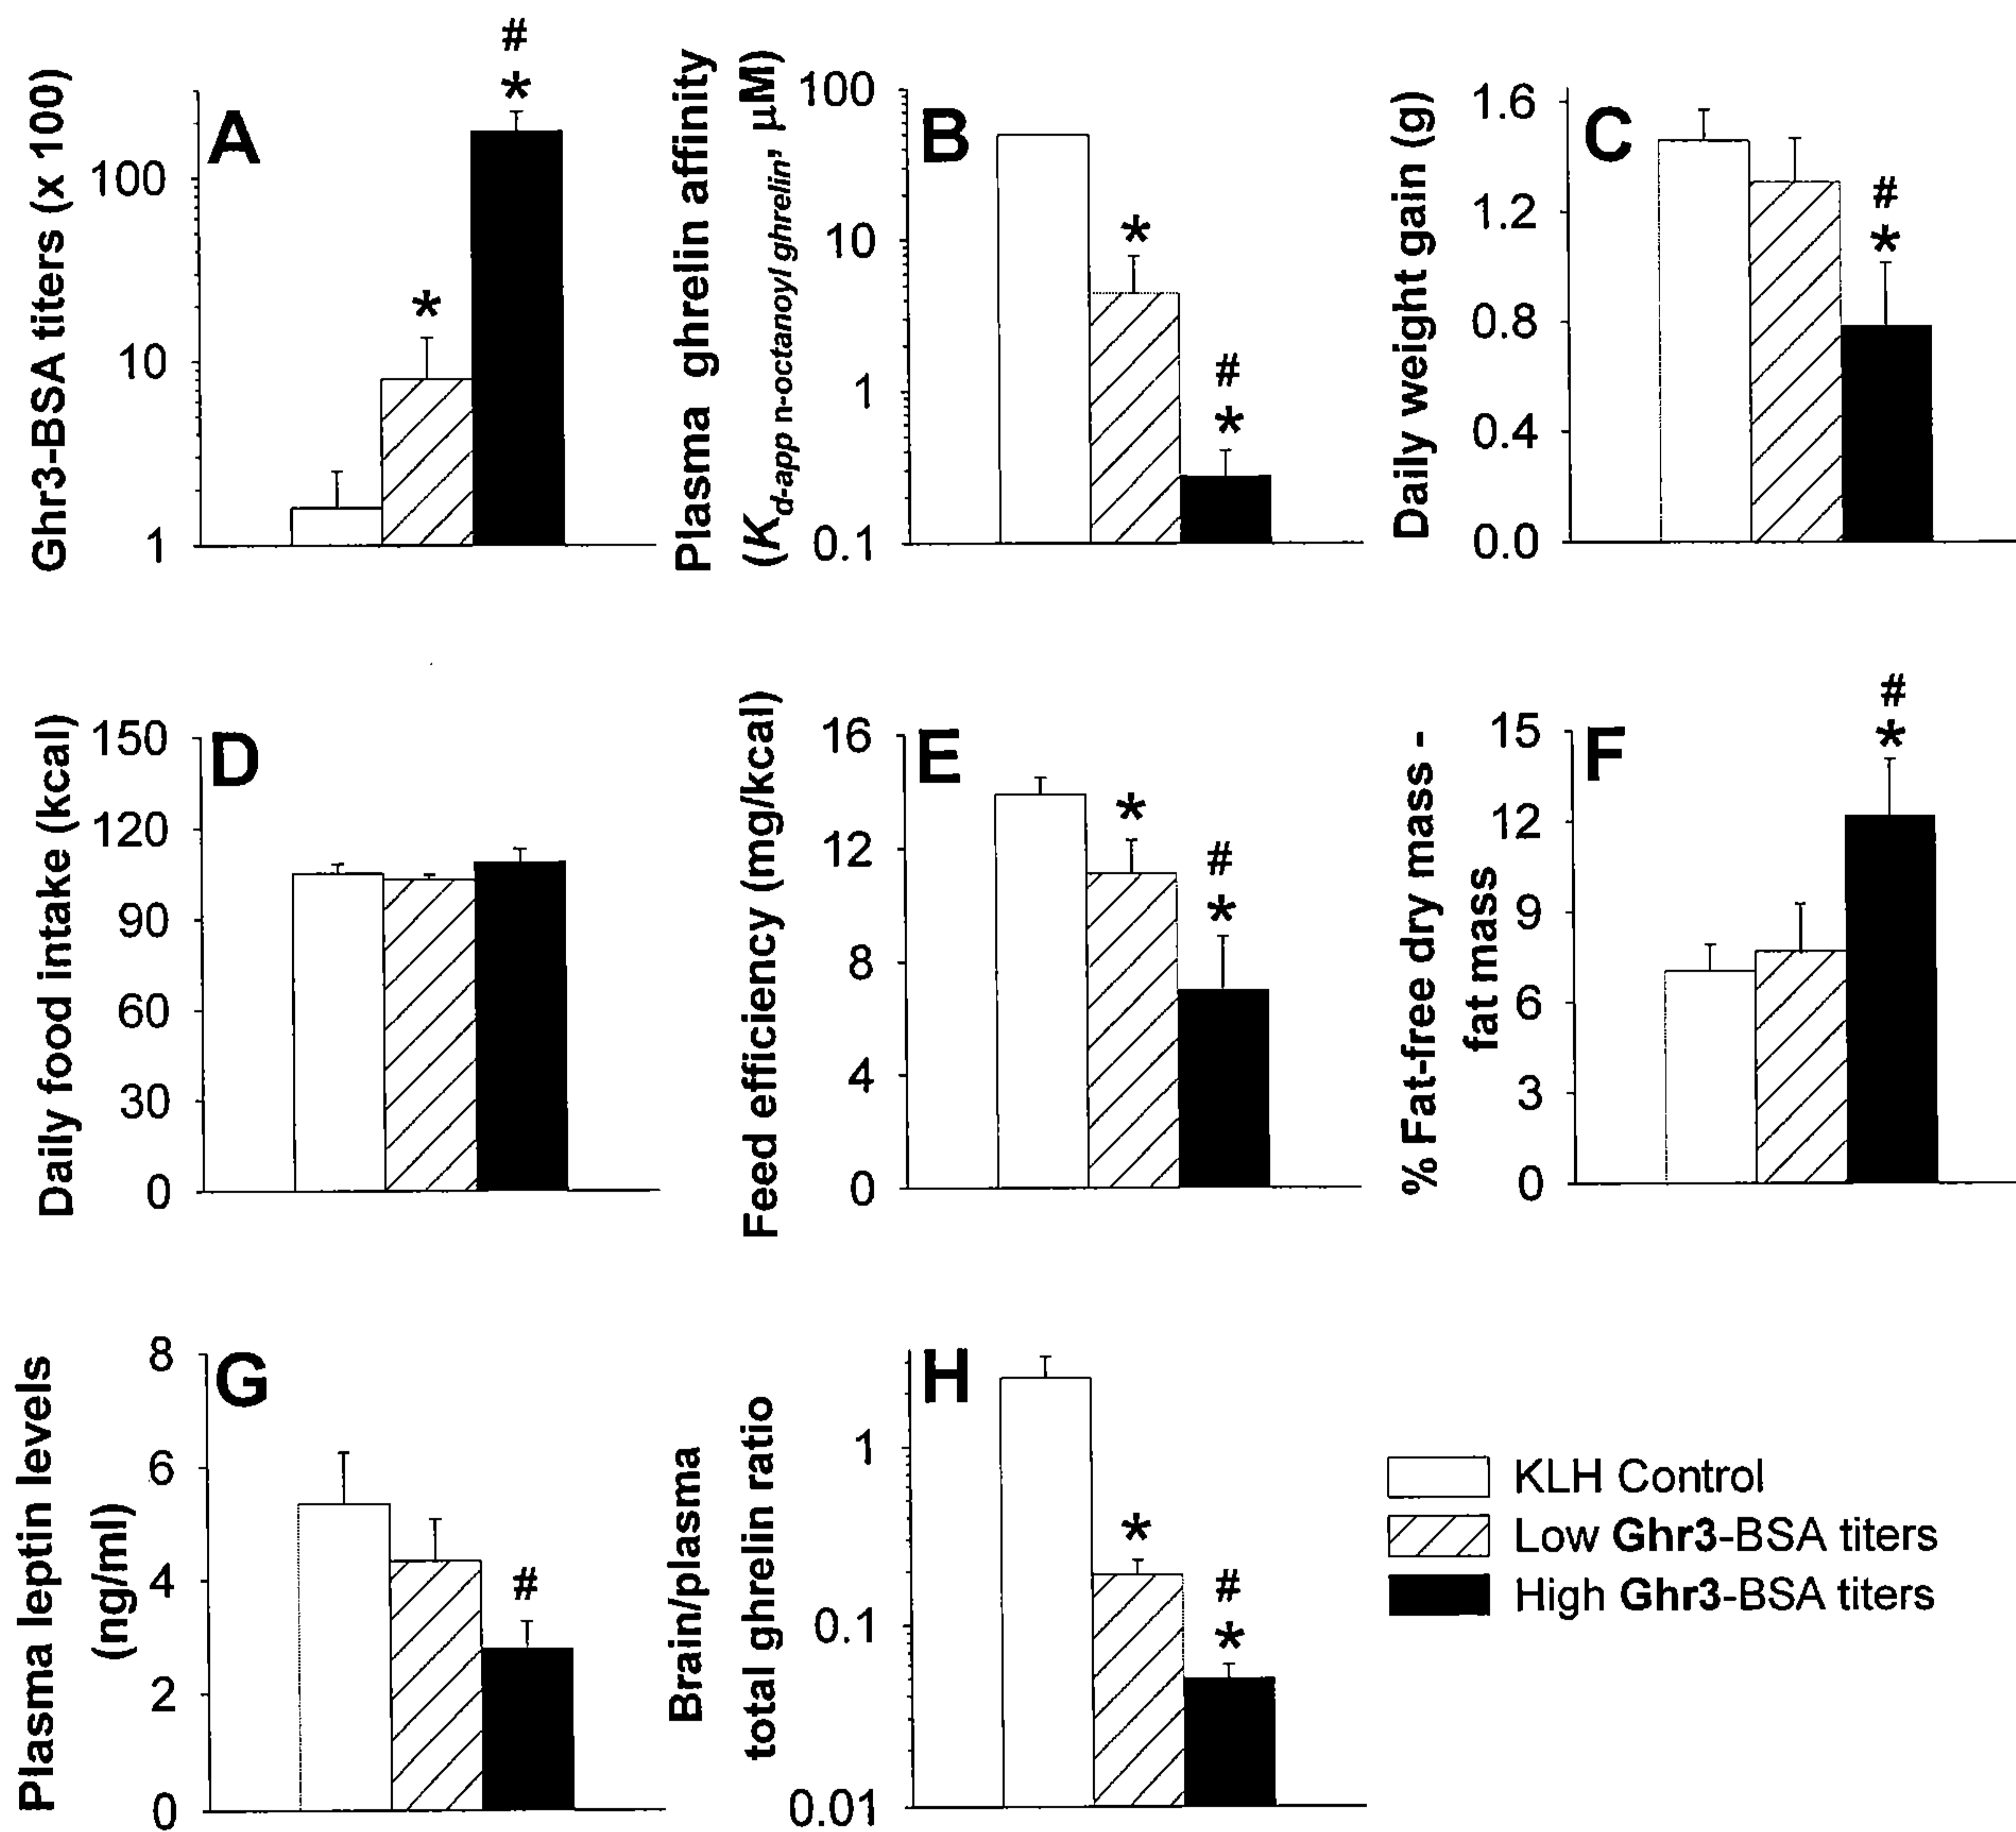 Ghr3-BSA titers (x 100)
100
10
1
A
*
#
*
Plasma ghrelin affinity
(Kd-app n-octanoyl ghrelin, μM)
100
10
1
0.1
B
*
#
*
Daily weight gain (g)
1.6
1.2
0.8
0.4
0.0
C
#
*
Daily food intake (kcal)
150
120
90
60
30
0
D
Feed efficiency (mg/kcal)
16
12
8
4
0
E
*
#
*
% Fat-free dry mass -
fat mass
15
12
9
6
3
0
F
#
*
Plasma leptin levels
(ng/ml)
8
6
4
2
0
G
#
Brain/plasma
total ghrelin ratio
1
0.1
0.01
H
*
#
*
KLH Control
Low Ghr3-BSA titers
High Ghr3-BSA titers